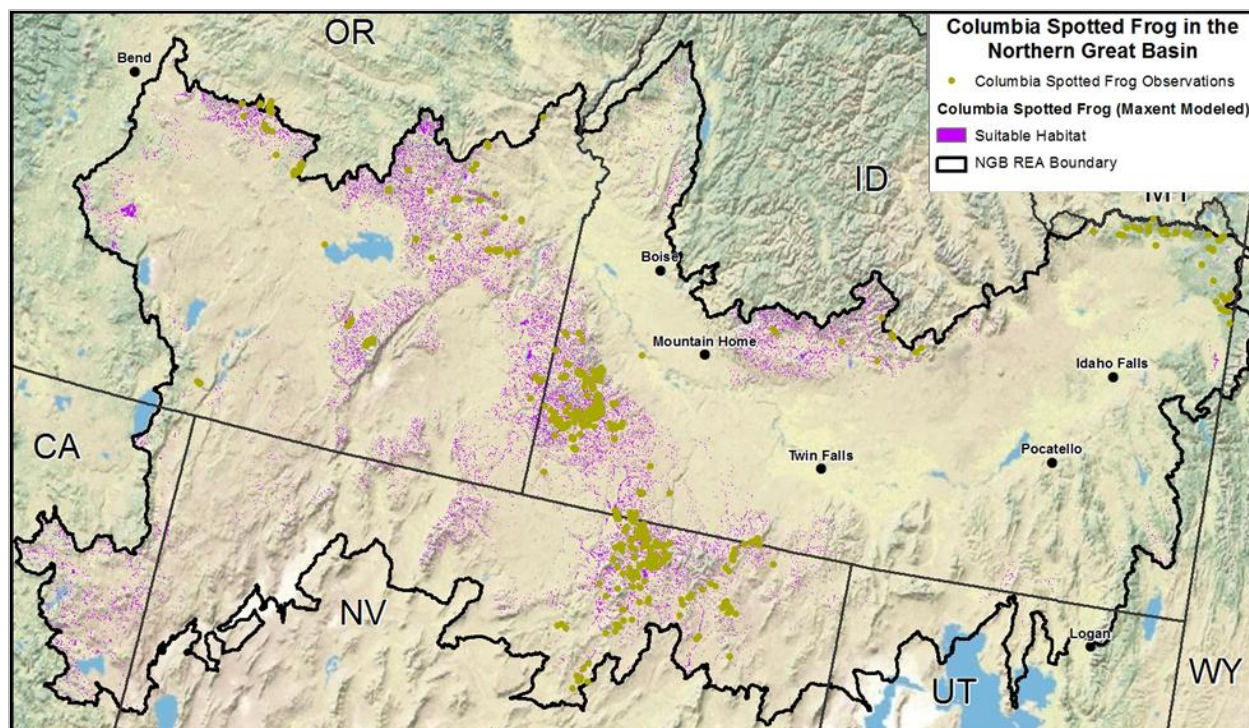 Columbia Spotted Frog in the
Northern Great Basin
Columbia Spotted Frog Observations
Columbia Spotted Frog (Maxent Modeled)
Suitable Habitat
NGB REA Boundary
OR
Bend
ID
Boise
Mountain Home
Idaho Falls
CA
Twin Falls
Pocatello
NV
Logan
UT
WY